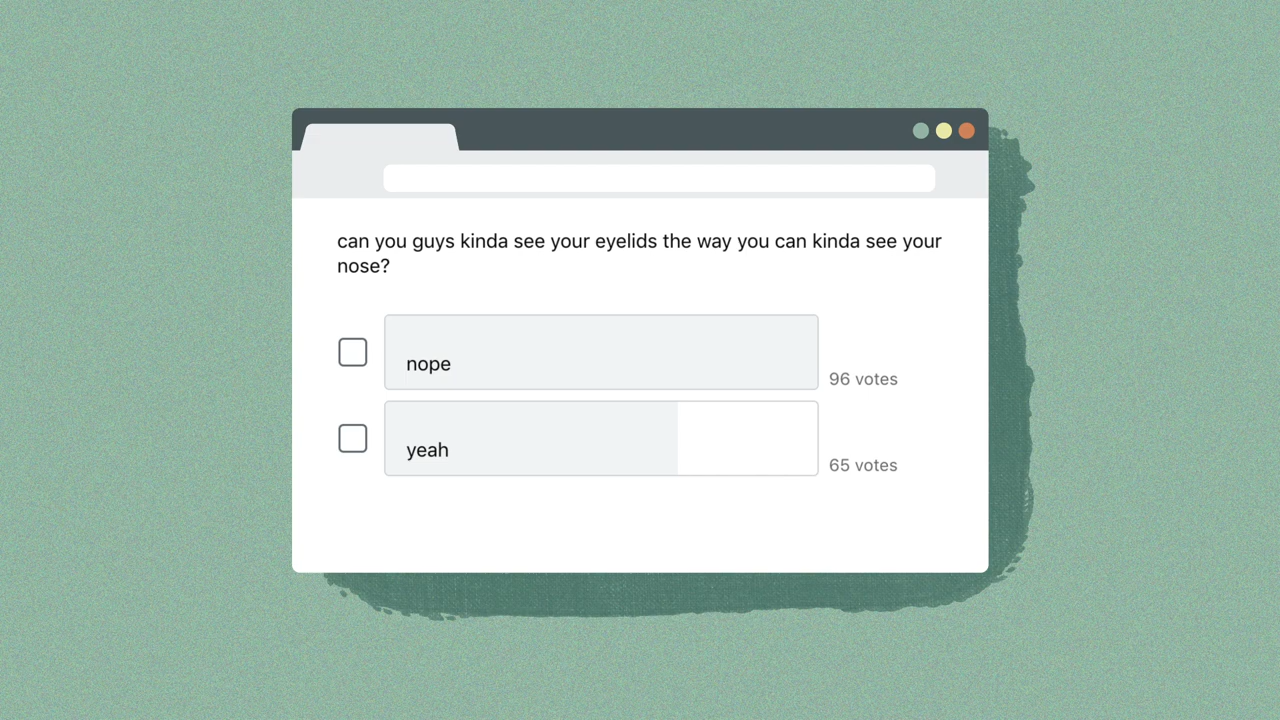 can you guys kinda see your eyelids the way you can kinda see your
nose?
nope
96 votes
yeah
65 votes